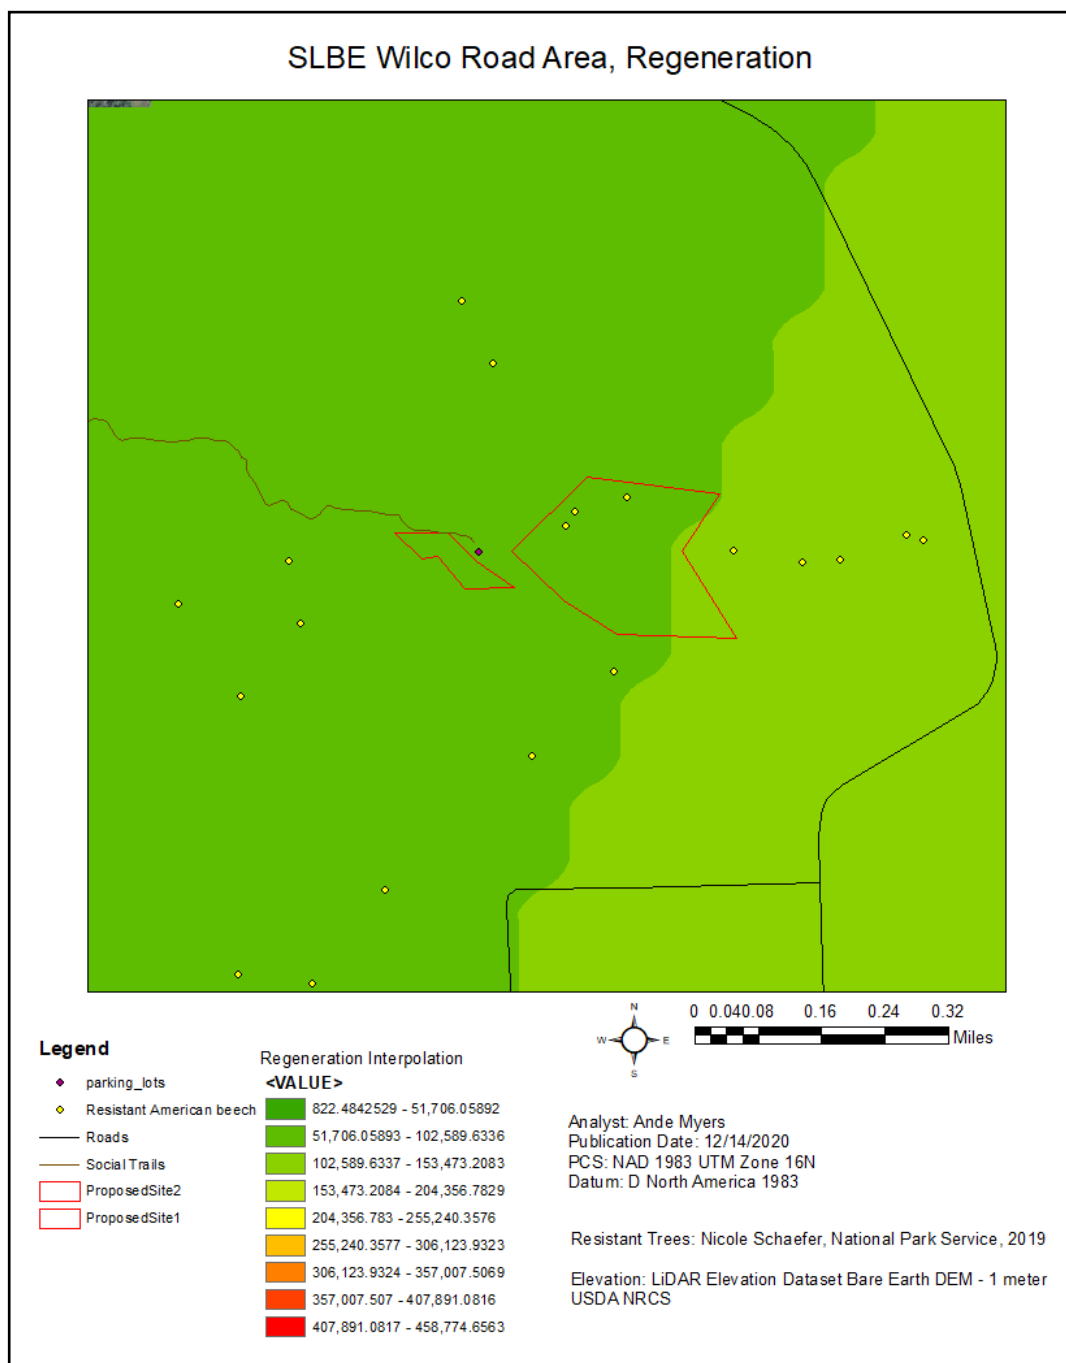 SLBE Wilco Road Area, Regeneration
N
W E
S
0 0.040.08 0.16 0.24 0.32
Miles
Legend
parking_lots
Resistant American beech
Roads
Social Trails
ProposedSite2
ProposedSite1
Regeneration Interpolation
<VALUE>
822.4842529 - 51,706.05892
51,706.05893 - 102,589.6336
102,589.6337 - 153,473.2083
153,473.2084 - 204,356.7829
204,356.783 - 255,240.3576
255,240.3577 - 306,123.9323
306,123.9324 - 357,007.5069
357,007.507 - 407,891.0816
407,891.0817 - 458,774.6563
Analyst: Ande Myers
Publication Date: 12/14/2020
PCS: NAD 1983 UTM Zone 16N
Datum: D North America 1983
Resistant Trees: Nicole Schaefer, National Park Service, 2019
Elevation: LiDAR Elevation Dataset Bare Earth DEM - 1 meter
USDA NRCS